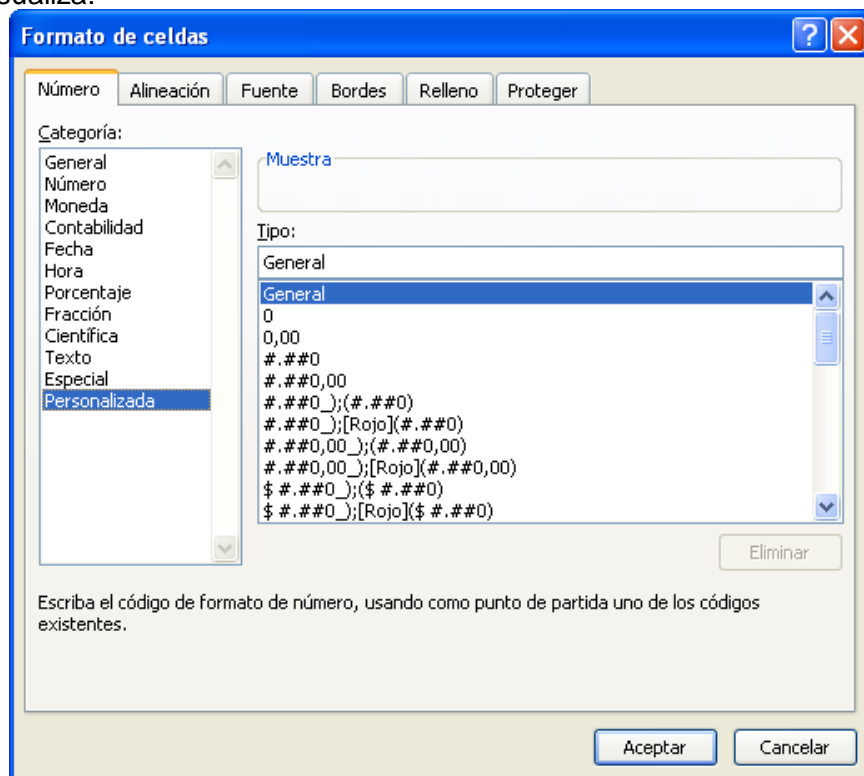 Formato de celdas
Número Alineación Fuente Bordes Relleno Proteger
Categoría:
General
Número
Moneda
Contabilidad
Fecha
Hora
Porcentaje
Fracción
Científica
Texto
Especial
Personalizada
Muestra
Tipo:
General
General
0
0,00
#.##0
#.##0,00
#.##0_);(#.##0)
#.##0_);[Rojo](#.##0)
#.##0,00_);(#.##0,00)
#.##0,00_);[Rojo](#.##0,00)
$ #.##0_);($ #.##0)
$ #.##0_);[Rojo]($ #.##0)
Eliminar
Escriba el código de formato de número, usando como punto de partida uno de los códigos
existentes.
Aceptar Cancelar